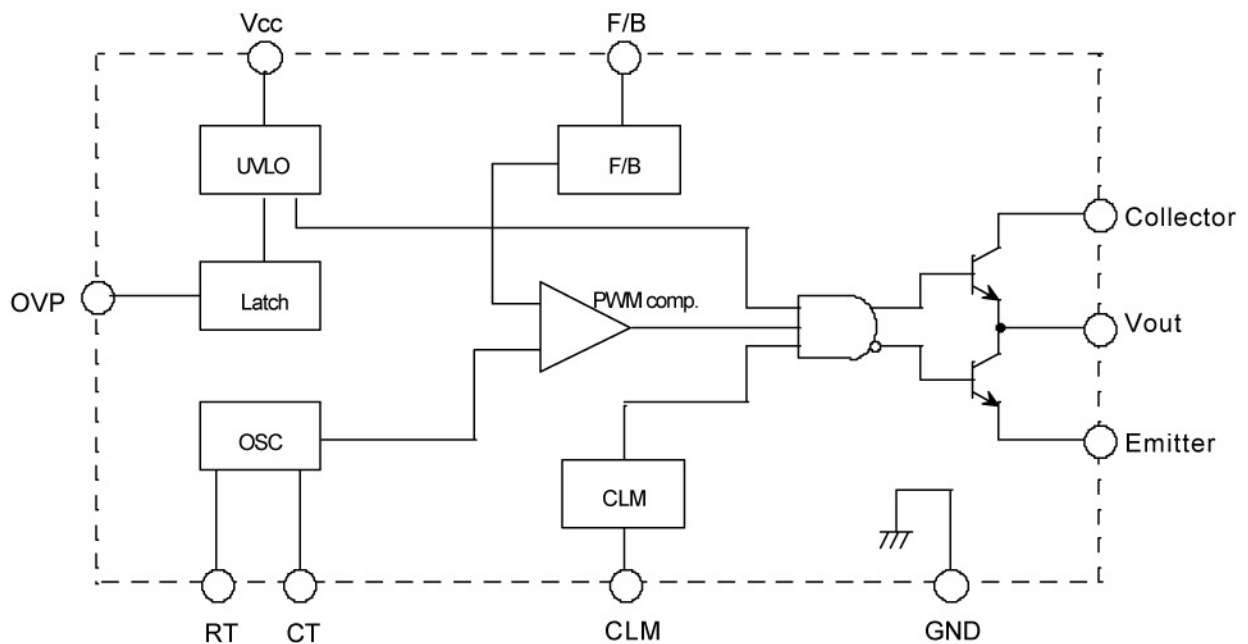 Vcc
F/B
UVLO
F/B
Collector
OVP
Latch
PWM comp.
Vout
OSC
Emitter
CLM
RT
CT
CLM
GND